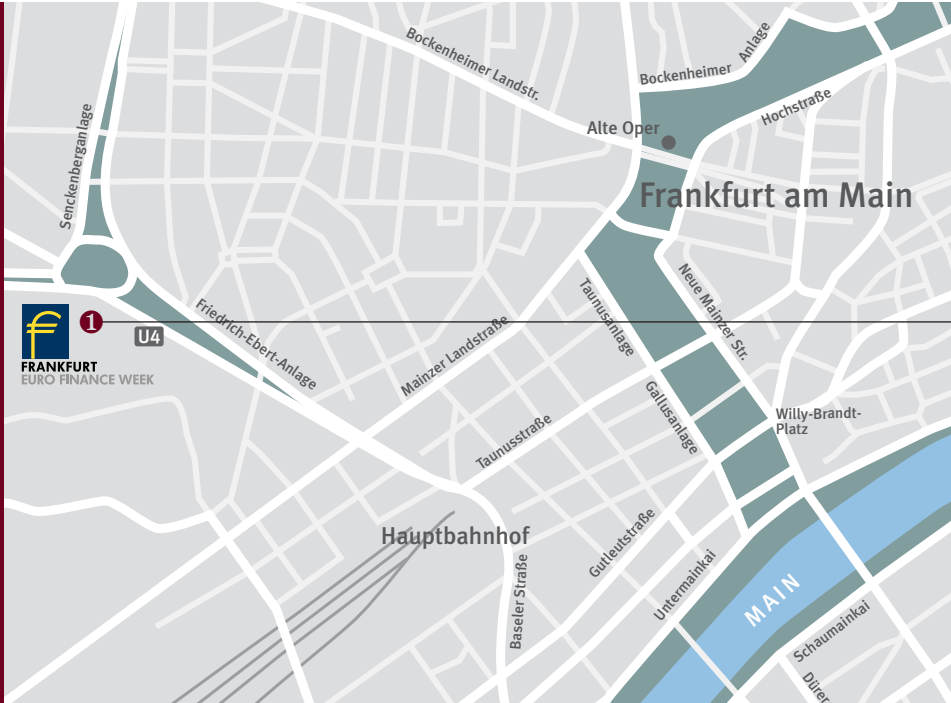 Bockenheimer Landstr.
Bockenheimer
Anlage
Hochstraße
Alte Oper
Senckenberganlage
Frankfurt am Main
1
U4
FRANKFURT
EURO FINANCE WEEK
Friedrich-Ebert-Anlage
Mainzer Landstraße
Taunusanlage
Neue Mainzer Str.
Gallusanlage
Willy-Brandt-
Platz
Taunusstraße
Hauptbahnhof
Gutleutstraße
Untermainkai
Baseler Straße
MAIN
Schaumainkai
Dürer